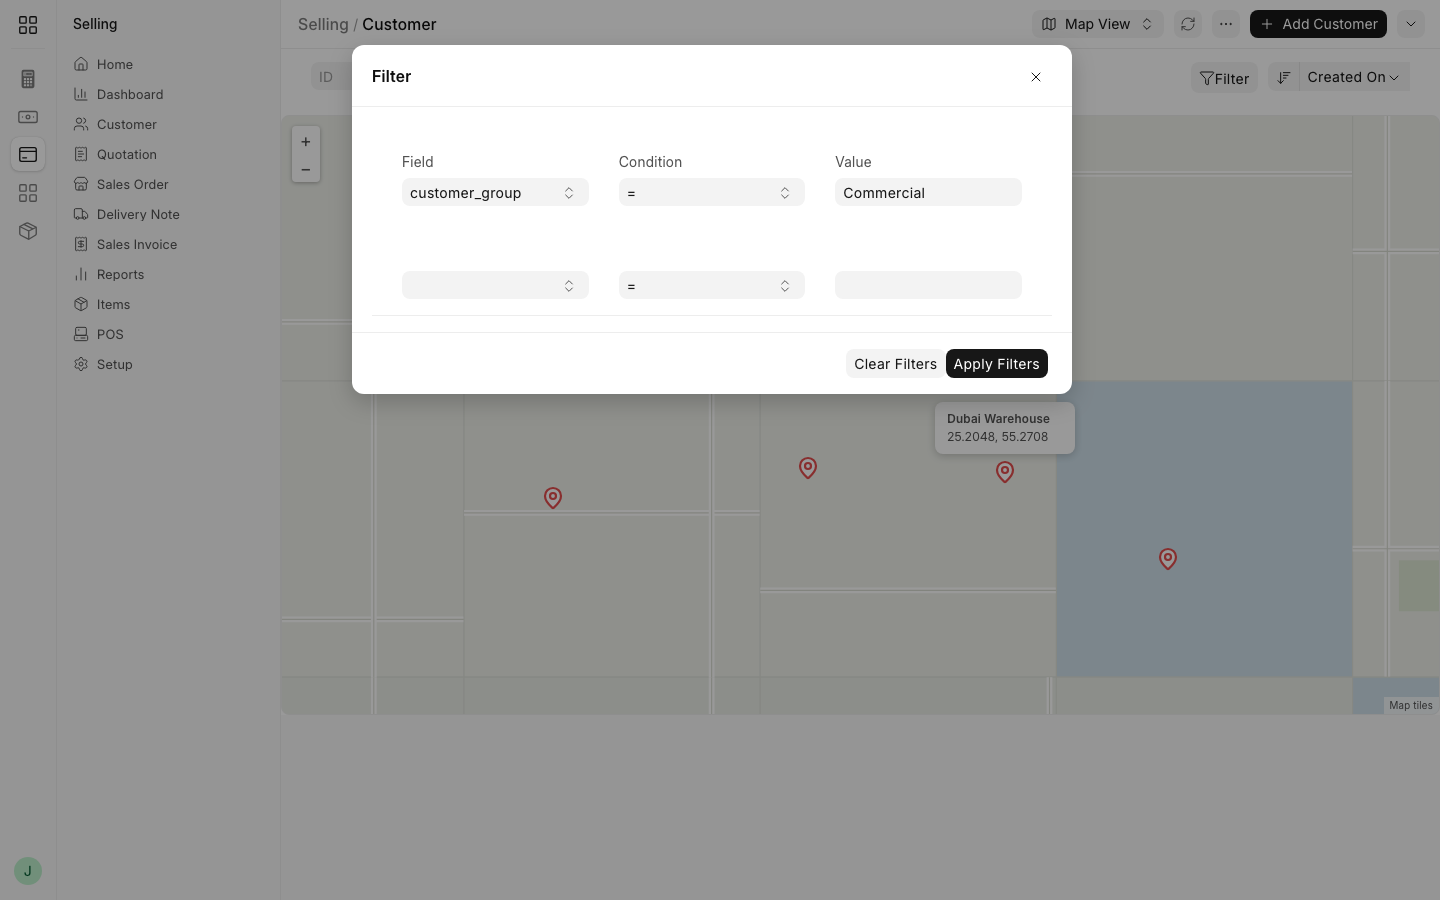 Selling
Home
Dashboard
Customer
Quotation
Sales Order
Delivery Note
Sales Invoice
Reports
Items
POS
Setup
J
Selling / Customer
Map View
Add Customer
ID
Filter
Created On
+
−
Filter
Field Condition Value
customer_group = Commercial
=
Clear Filters Apply Filters
Dubai Warehouse
25.2048, 55.2708
Map tiles